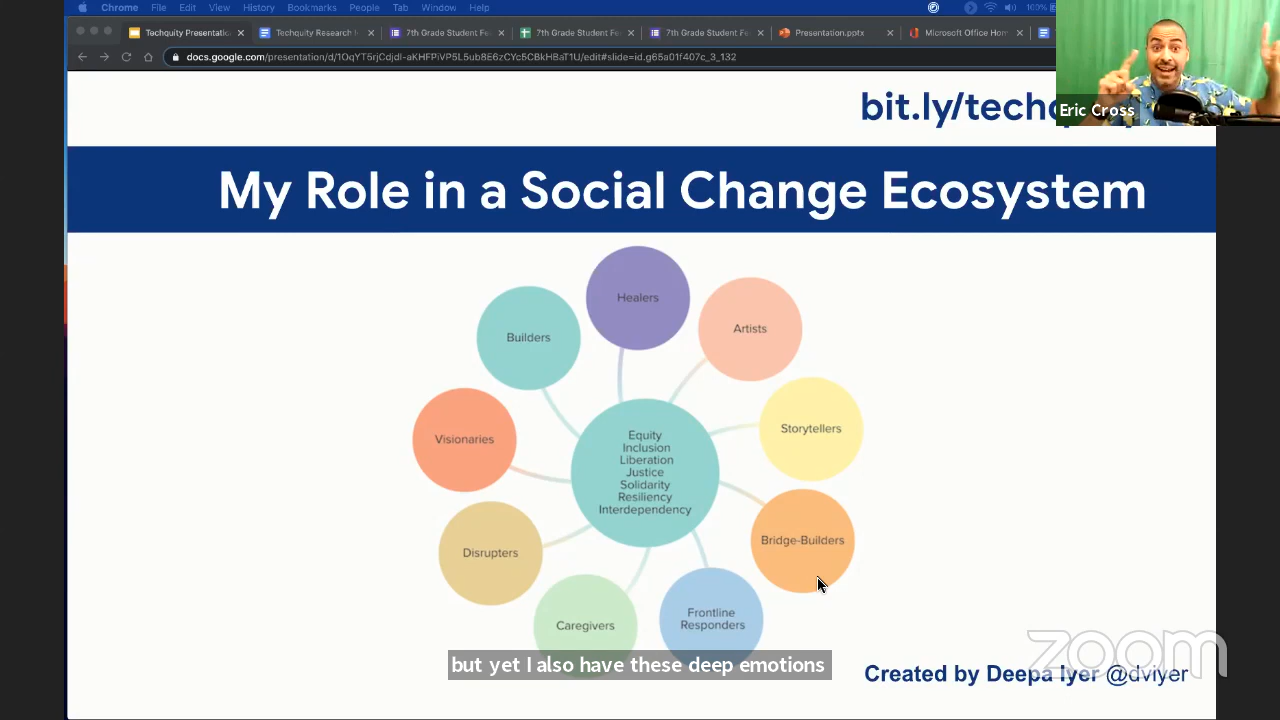 Chrome File Edit View History Bookmarks People Tab Window Help 100%
Techquity Presentati Techquity Research 7th Grade Student Fe 7th Grade Student Fe 7th Grade Student Fe Presentation.pptx Microsoft Office Hom
bit.ly/tech
Eric Cross
My Role in a Social Change Ecosystem
Healers
Artists
Builders
Storytellers
Visionaries
Equity
Inclusion
Liberation
Justice
Solidarity
Resiliency
Interdependency
Bridge-Builders
Disrupters
Frontline
Responders
Caregivers
but yet I also have these deep emotions
zoom
Created by Deepa Iyer @dviyer